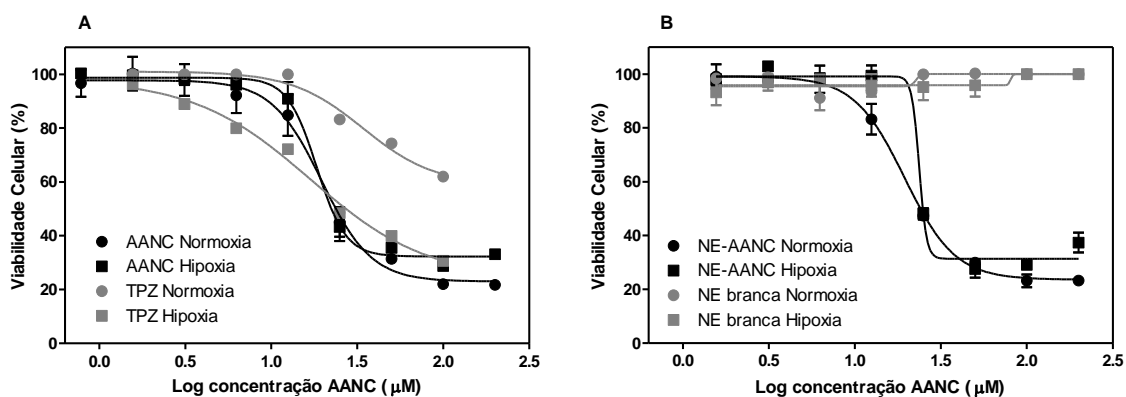 A
Viabilidade Celular (%)
100
80
60
40
20
0
AANC Normoxia
AANC Hipoxia
TPZ Normoxia
TPZ Hipoxia
0.0 0.5 1.0 1.5 2.0 2.5
Log concentração AANC ( μM)
B
Viabilidade Celular (%)
100
80
60
40
20
0
NE-AANC Normoxia
NE-AANC Hipoxia
NE branca Normoxia
NE branca Hipoxia
0.0 0.5 1.0 1.5 2.0 2.5
Log concentração AANC ( μM)